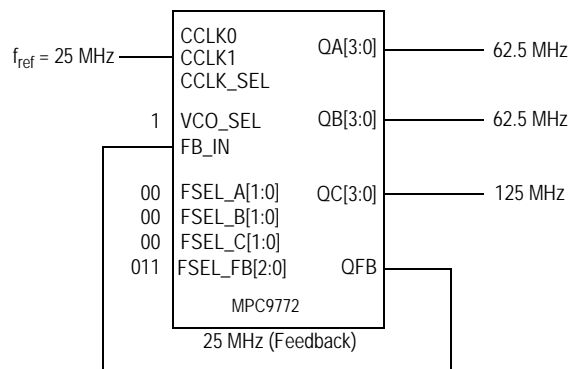 CCLK0
f_ref = 25 MHz CCLK1
CCLK_SEL
QA[3:0] 62.5 MHz
1 VCO_SEL QB[3:0] 62.5 MHz
FB_IN
00 FSEL_A[1:0] QC[3:0] 125 MHz
00 FSEL_B[1:0]
00 FSEL_C[1:0]
011 FSEL_FB[2:0] QFB
MPC9772
25 MHz (Feedback)